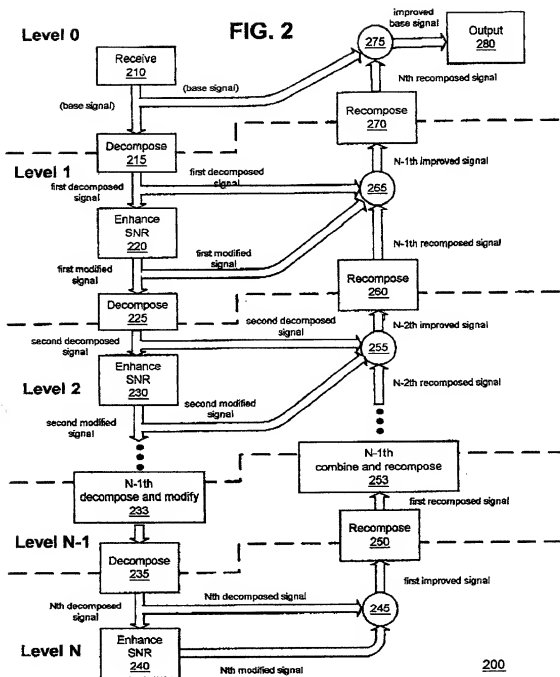 FIG. 2
Level 0
Receive
210
(base signal)
(base signal)
275
improved
base signal
Output
280
Nth recomposed signal
Recompose
270
Decompose
215
Level 1
first decomposed
signal
first decomposed
signal
N-1th improved signal
265
Enhance
SNR
220
first modified
signal
first modified
signal
N-1th recomposed signal
Recompose
260
Decompose
225
second decomposed
signal
second decomposed
signal
N-2th improved signal
255
Enhance
SNR
230
Level 2
second modified
signal
second modified
signal
N-2th recomposed signal
N-1th
combine and recompose
253
N-1th
decompose and modify
233
first recomposed signal
Level N-1
Recompose
250
Decompose
235
first improved signal
Nth decomposed
signal
Nth decomposed signal
245
Level N
Enhance
SNR
240
Nth modified signal
200